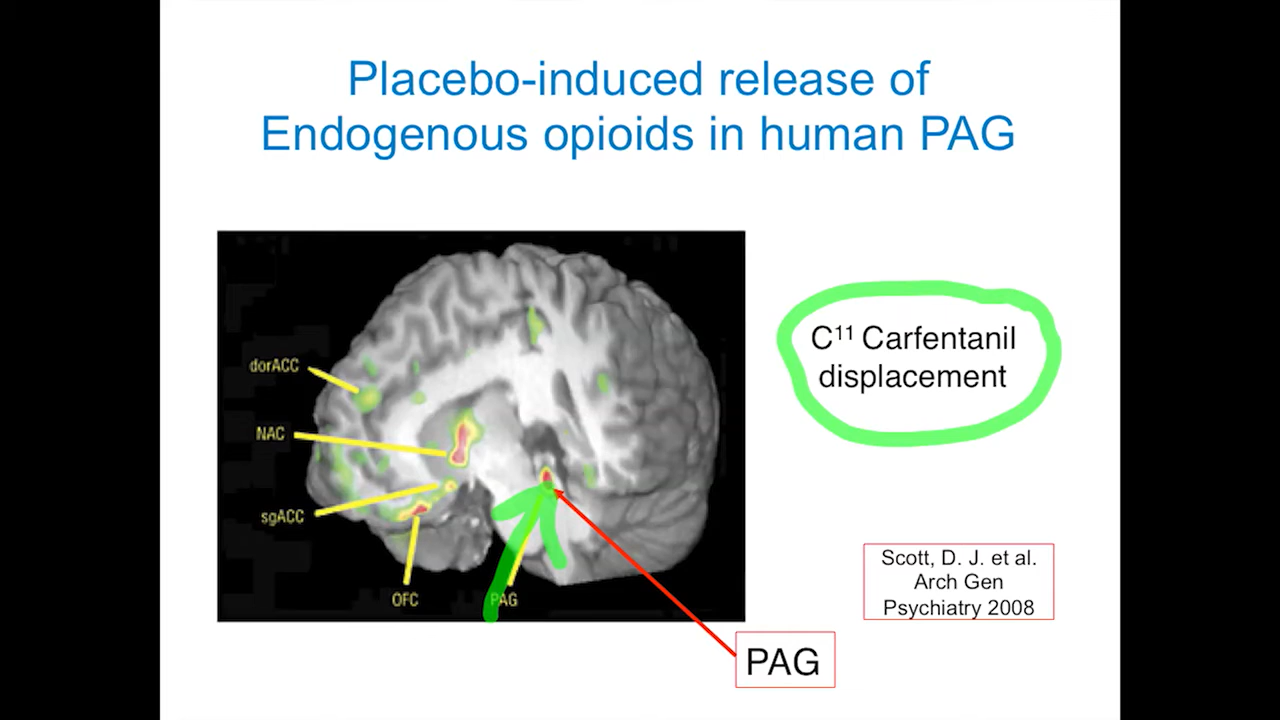 Placebo-induced release of
Endogenous opioids in human PAG
dorACC
NAC
sgACC
OFC
PAG
C¹¹ Carfentanil
displacement
Scott, D. J. et al.
Arch Gen
Psychiatry 2008
PAG